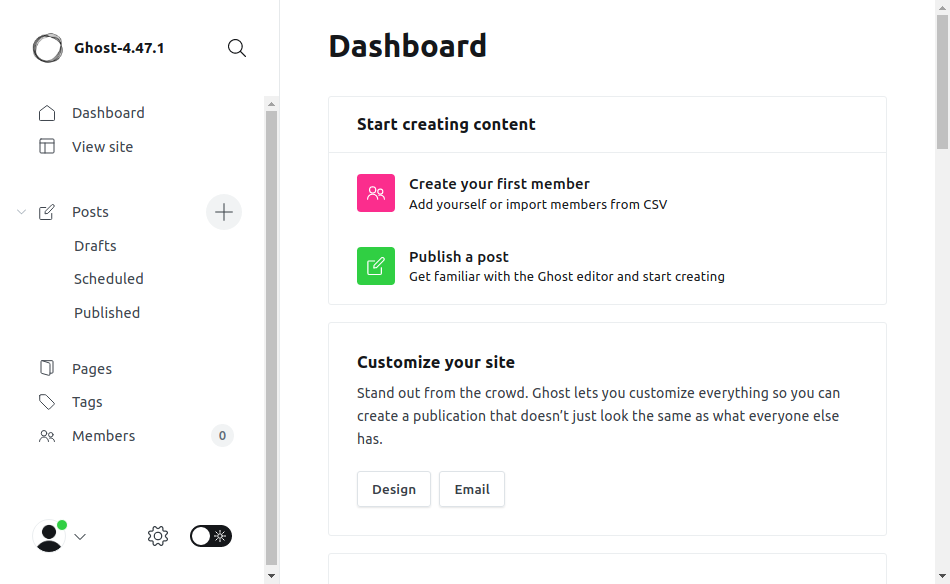 Ghost-4.47.1
Dashboard
View site
Posts
Drafts
Scheduled
Published
Pages
Tags
Members 0
Dashboard
Start creating content
Create your first member
Add yourself or import members from CSV
Publish a post
Get familiar with the Ghost editor and start creating
Customize your site
Stand out from the crowd. Ghost lets you customize everything so you can
create a publication that doesn’t just look the same as what everyone else
has.
Design Email